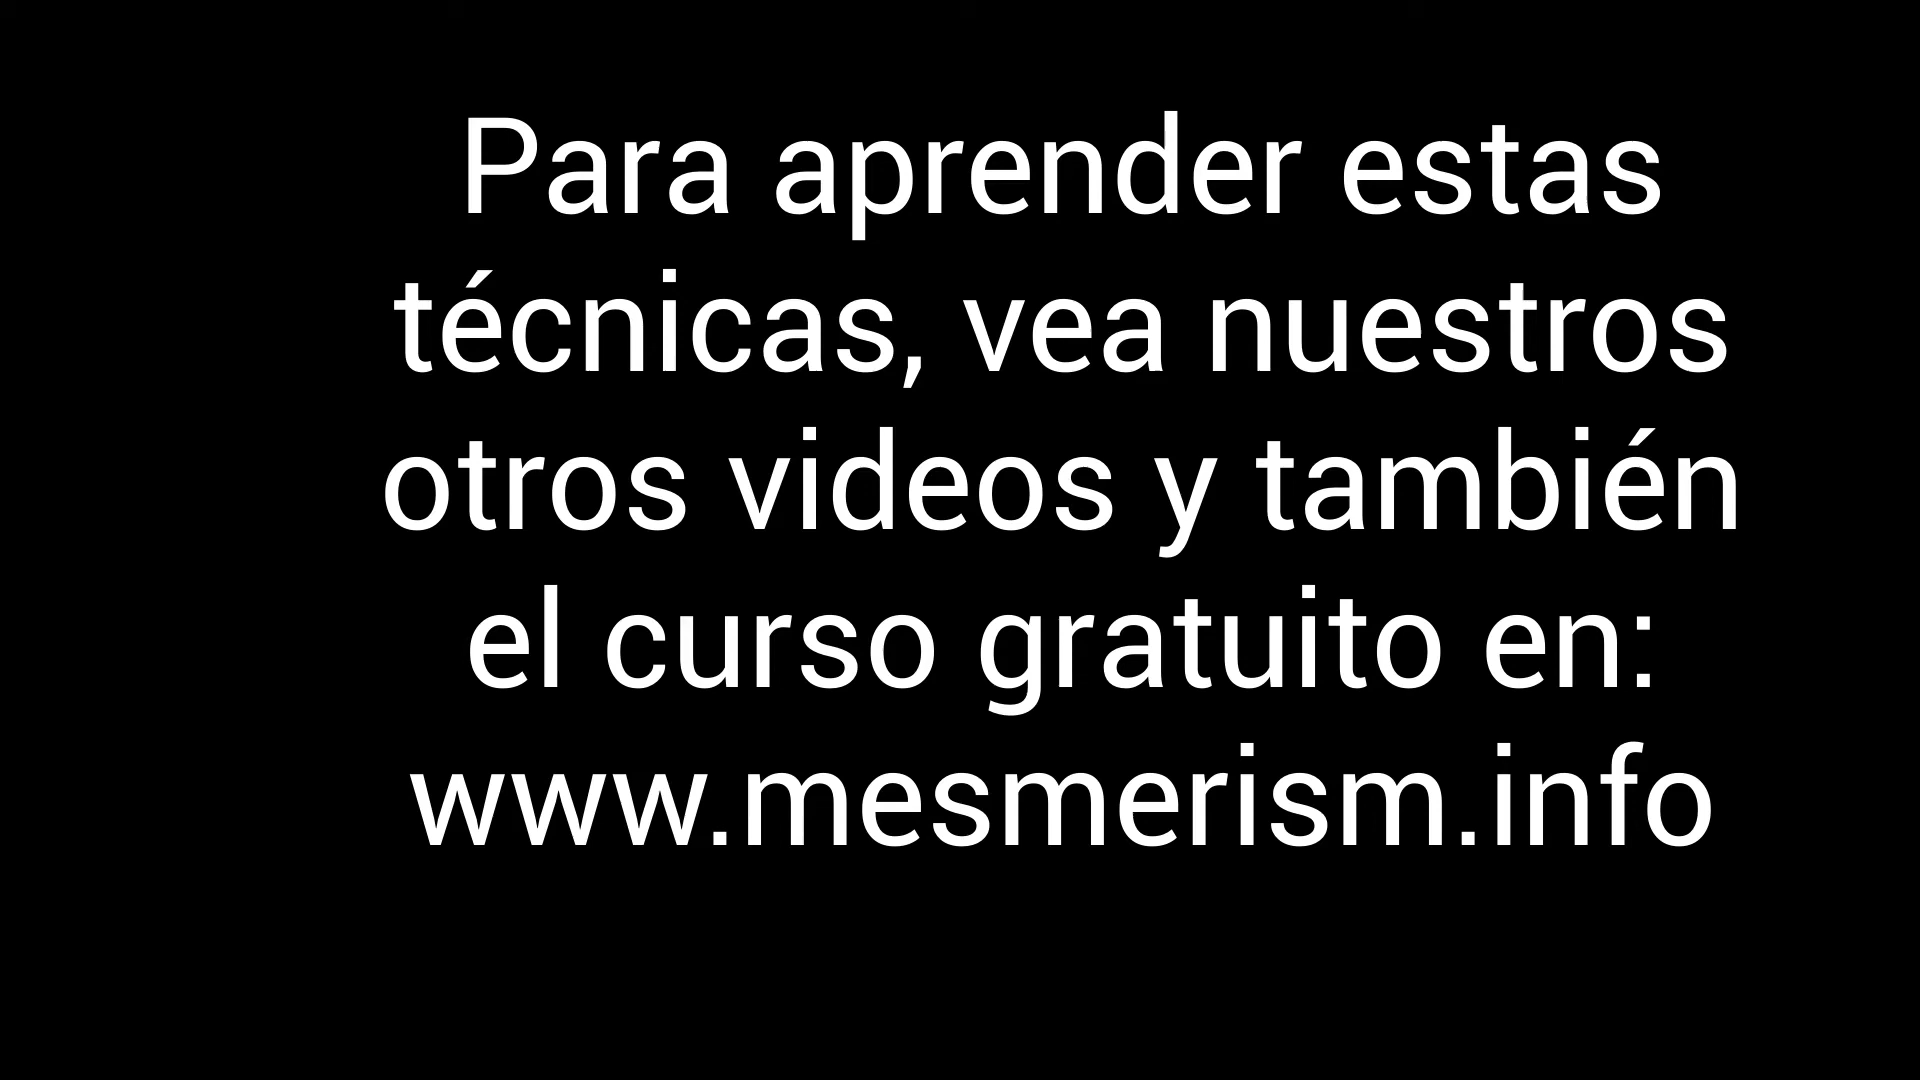 Para aprender estas
técnicas, vea nuestros
otros videos y también
el curso gratuito en:
www.mesmerism.info